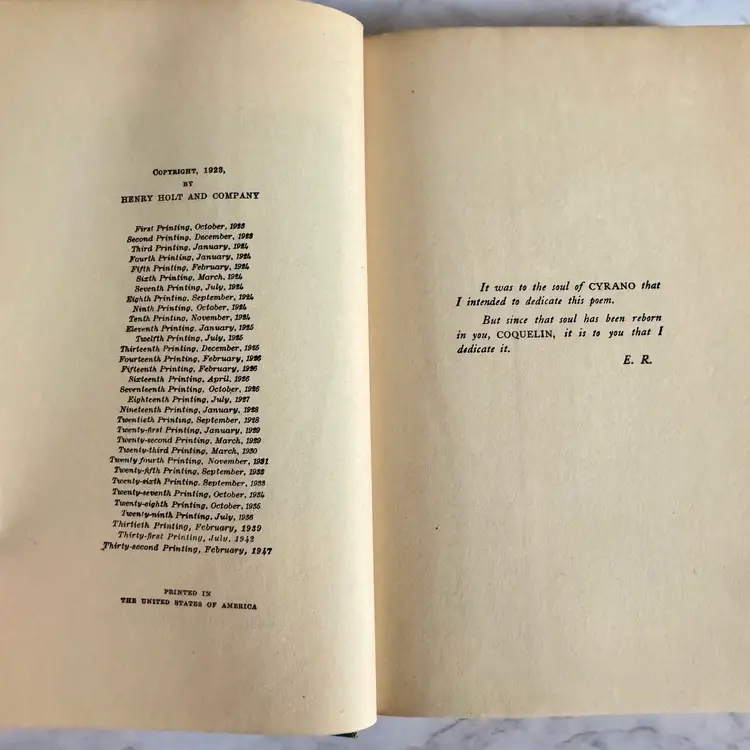 COPYRIGHT, 1923,
BY
HENRY HOLT AND COMPANY
First Printing, October, 1923
Second Printing, December, 1923
Third Printing, January, 1924
Fourth Printing, January, 1924
Fifth Printing, February, 1924
Sixth Printing, March, 1924
Seventh Printing, July, 1924
Eighth Printing, September, 1924
Ninth Printing, October, 1924
Tenth Printing, November, 1924
Eleventh Printing, January, 1925
Twelfth Printing, July, 1925
Thirteenth Printing, December, 1925
Fourteenth Printing, February, 1926
Fifteenth Printing, February, 1926
Sixteenth Printing, April, 1926
Seventeenth Printing, October, 1926
Eighteenth Printing, July, 1927
Nineteenth Printing, January, 1928
Twentieth Printing, September, 1928
Twenty-first Printing, January, 1929
Twenty-second Printing, March, 1929
Twenty-third Printing, March, 1930
Twenty fourth Printing, November, 1931
Twenty-fifth Printing, September, 1932
Twenty-sixth Printing, September, 1933
Twenty-seventh Printing, October, 1934
Twenty-eighth Printing, October, 1935
Twenty-ninth Printing, July, 1936
Thirtieth Printing, February, 1939
Thirty-first Printing, July, 1942
Thirty-second Printing, February, 1947
PRINTED IN
THE UNITED STATES OF AMERICA
It was to the soul of CYRANO that
I intended to dedicate this poem.
But since that soul has been reborn
in you, COQUELIN, it is to you that I
dedicate it.
E. R.